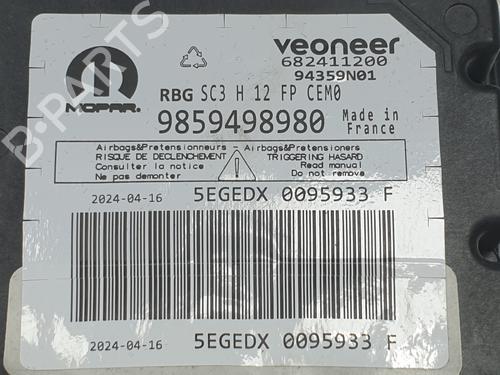 veoneer
682411200
94359N01
MOPAR.
RBG SC3 H 12 FP CEM0
9859498980
Made in
France
Airbags&Pretensionneurs - Airbags&Pretensioners
RISQUE DE DECLENCHEMENT
TRIGGERING HASARD
Consulter la notice
Read manual
Ne pas demonter
Do not remove.
2024-04-16 5EGEDX 0095933 F
2024-04-16 5EGEDX 0095933 F